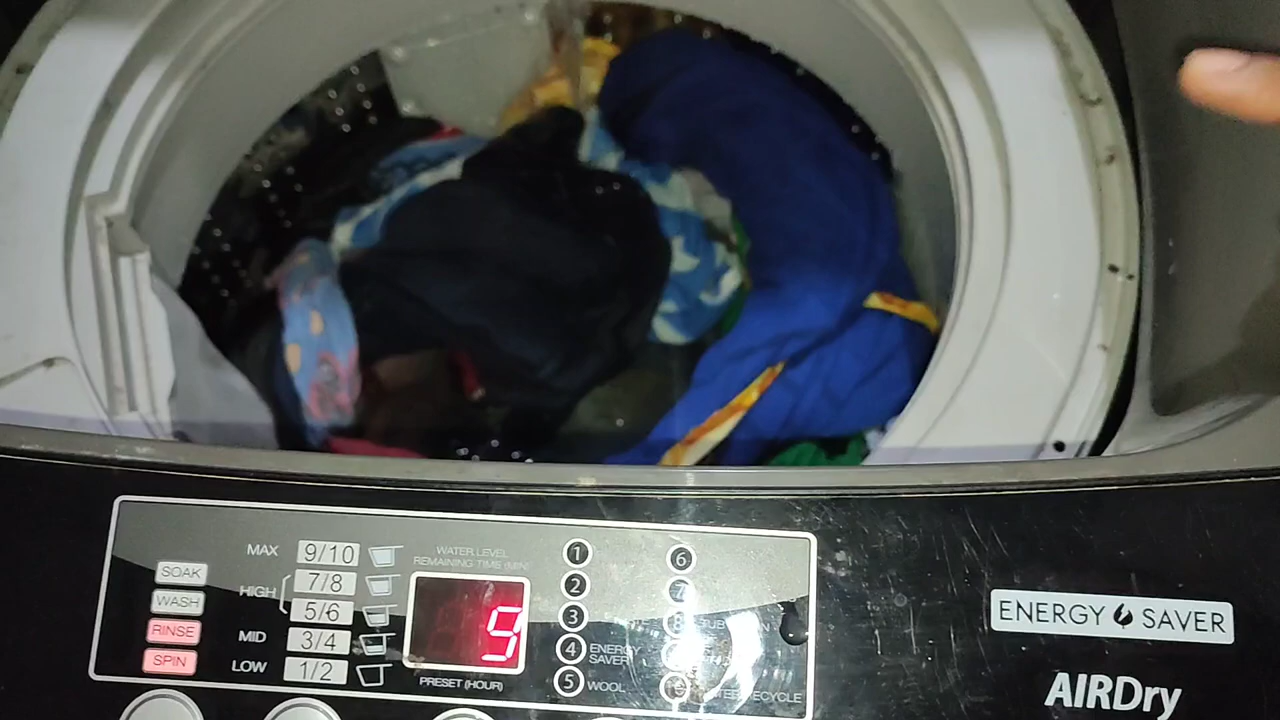 SOAK
WASH
RINSE
SPIN
MAX 9/10
HIGH 7/8
5/6
MID 3/4
LOW 1/2
WATER LEVEL
REMAINING TIME (MIN)
5
PRESET (HOUR)
1
2
3
4 ENERGY SAVER
5 WOOL
6
7
ENERGY SAVER
AIRDry